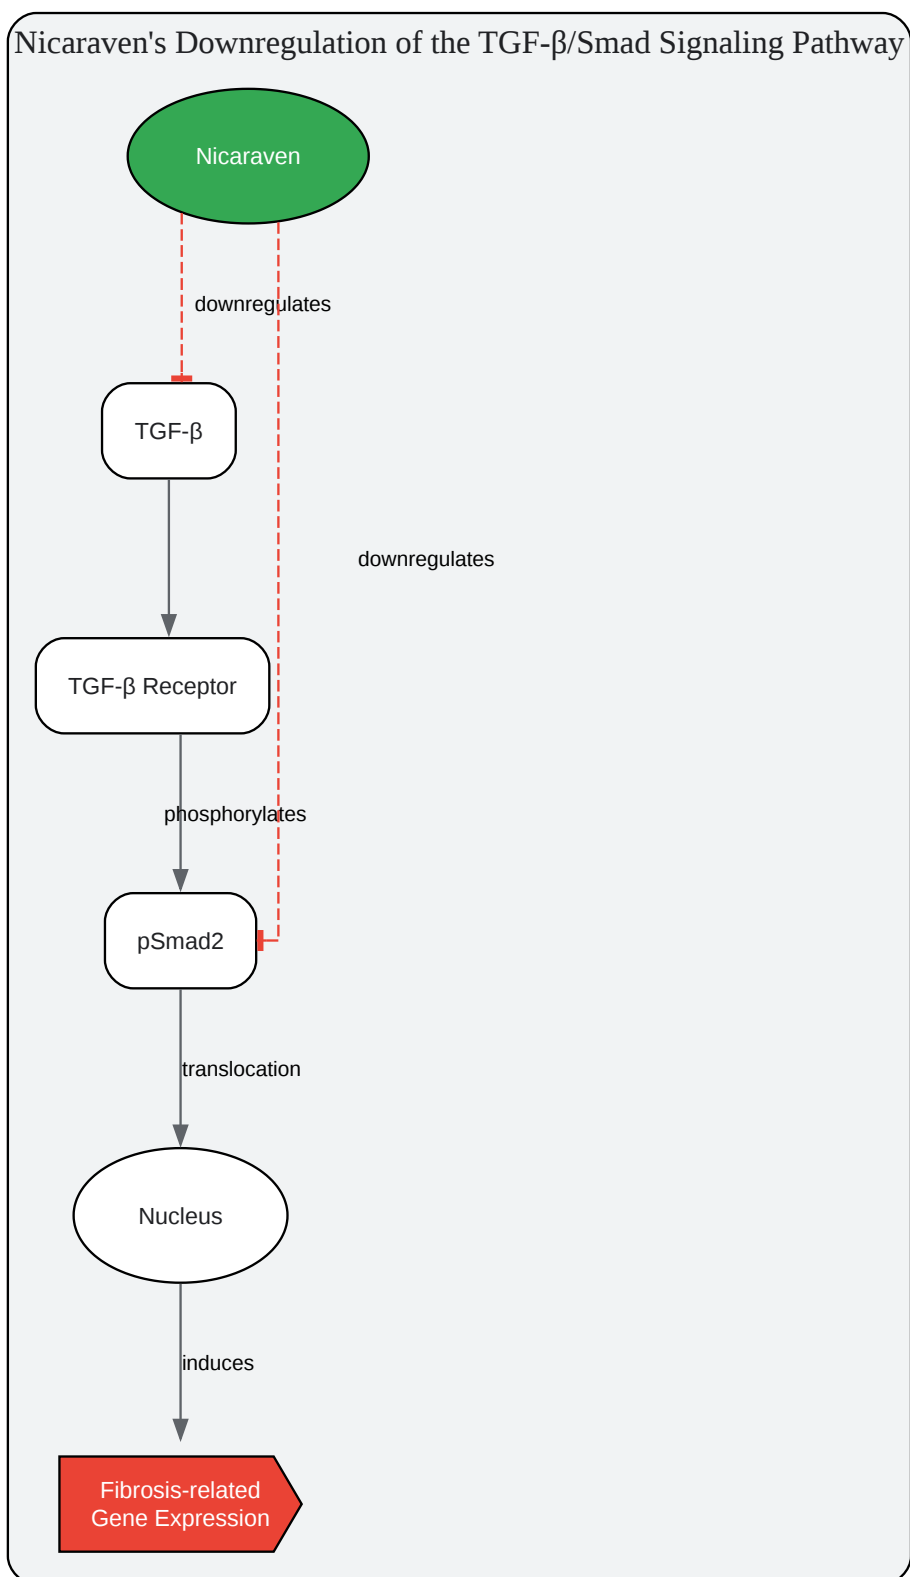 Nicaraven's Downregulation of the TGF-β/Smad Signaling Pathway
Nicaraven
downregulates
TGF-β
downregulates
TGF-β Receptor
phosphorylates
pSmad2
translocation
Nucleus
induces
Fibrosis-related
Gene Expression